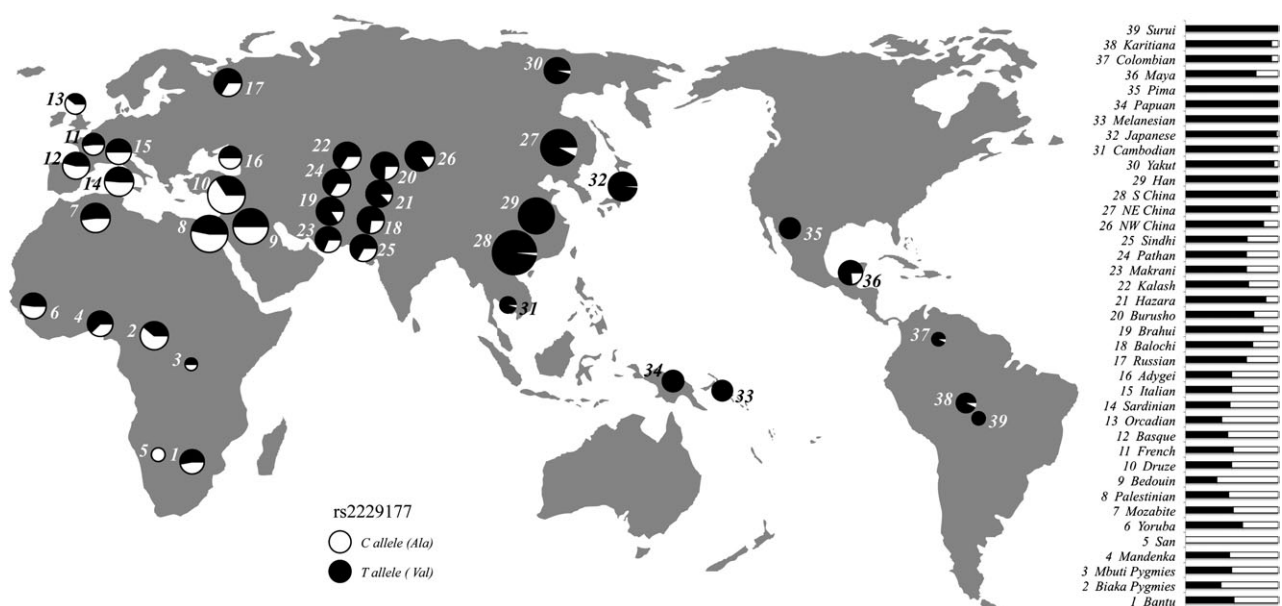 13
11
12
15
14
17
16
10
7
8
9
6
4
2
3
5
1
22
24
19
23
20
21
18
25
26
30
27
32
29
28
31
34
33
35
36
37
38
39
rs2229177
C allele (Ala)
T allele ( Val)
39 Surui
38 Karitiana
37 Colombian
36 Maya
35 Pima
34 Papuan
33 Melanesian
32 Japanese
31 Cambodian
30 Yakut
29 Han
28 S China
27 NE China
26 NW China
25 Sindhi
24 Pathan
23 Makrani
22 Kalash
21 Hazara
20 Burusho
19 Brahui
18 Balochi
17 Russian
16 Adygei
15 Italian
14 Sardinian
13 Orcadian
12 Basque
11 French
10 Druze
9 Bedouin
8 Palestinian
7 Mozabite
6 Yoruba
5 San
4 Mandenka
3 Mbuti Pygmies
2 Biaka Pygmies
1 Bantu